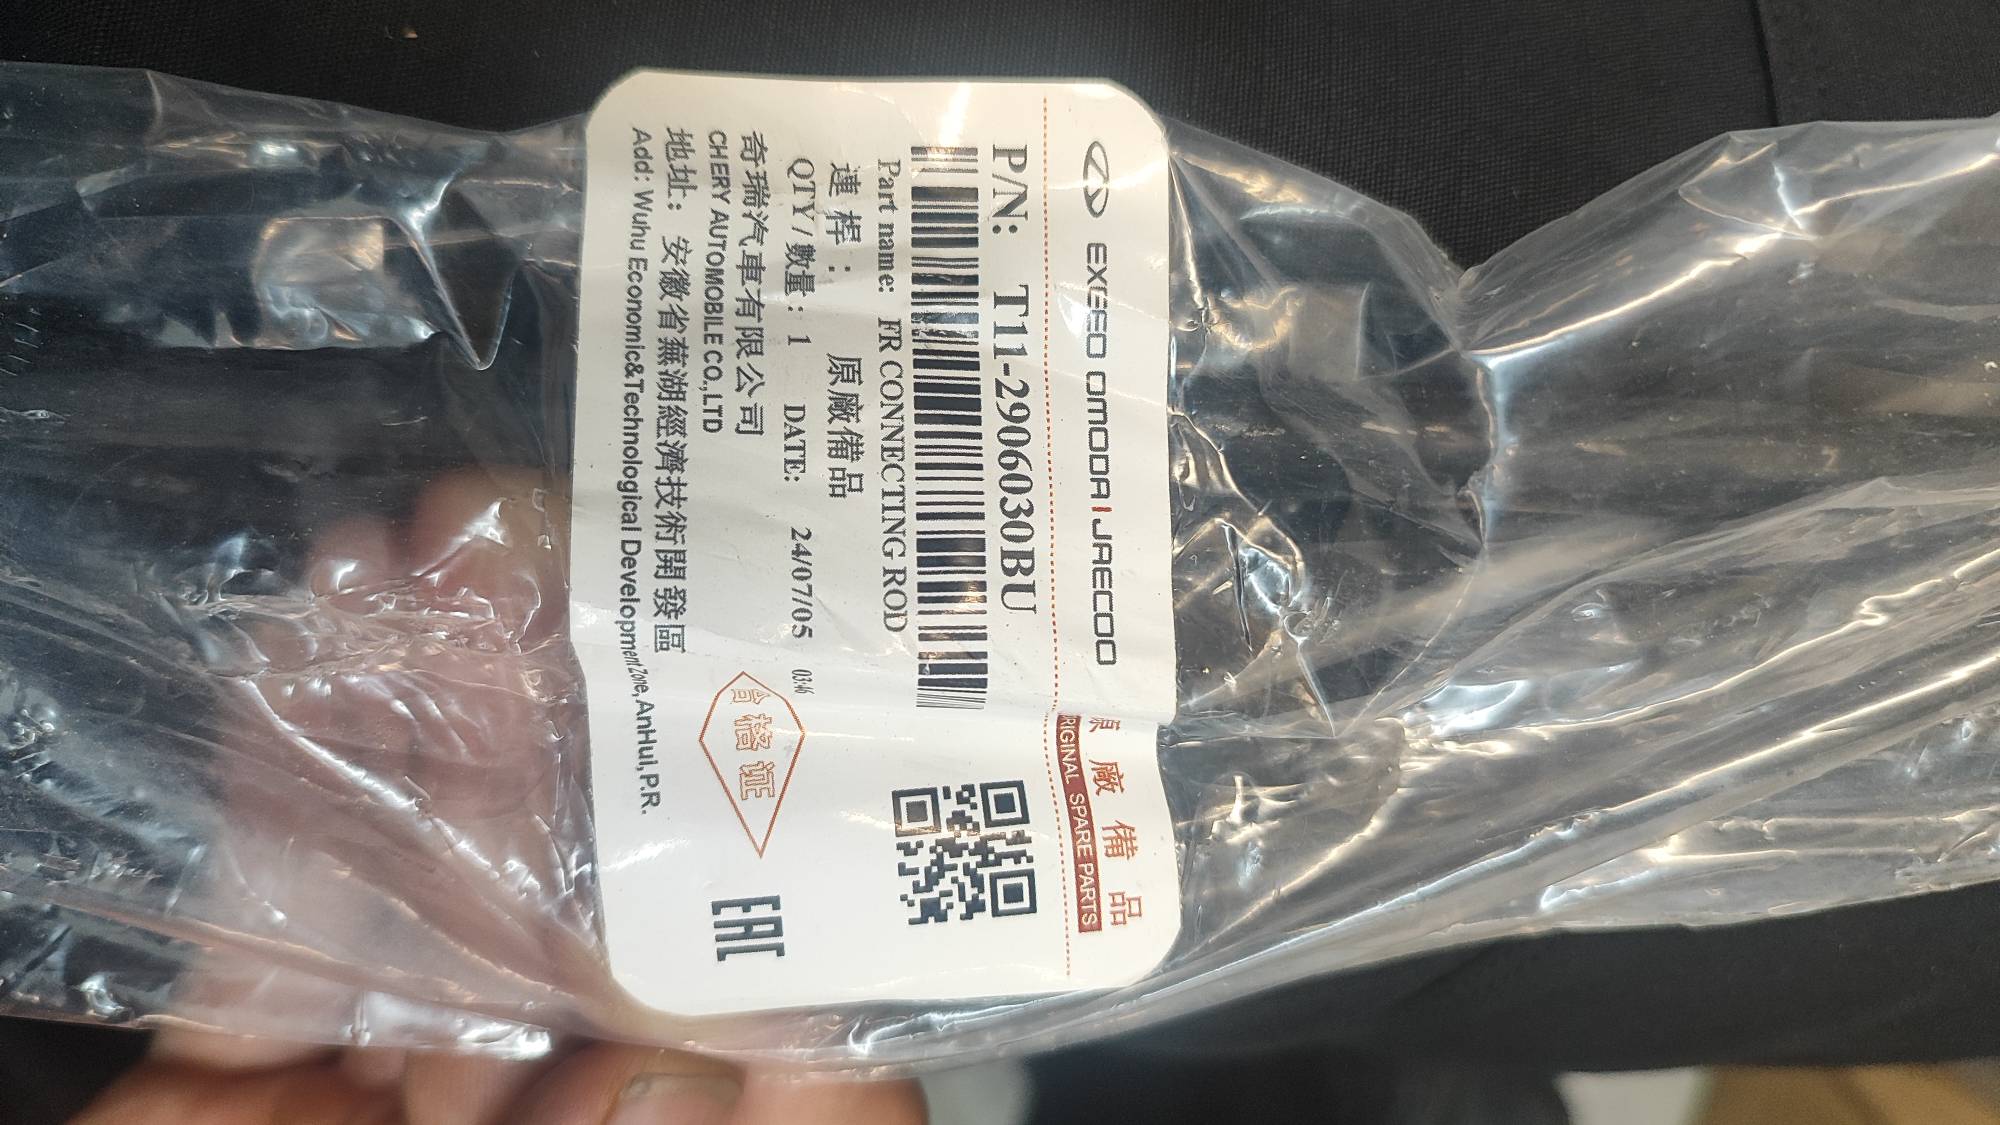 EXEED OMODA | JAECOO
原廠備品
ORIGINAL SPARE PARTS
P/N: T11-2906030BU
Part name: FR CONNECTING ROD
連桿: 原廠備品
QTY/數量: 1 DATE: 24/07/05 03:46
合格证
奇瑞汽車有限公司
CHERY AUTOMOBILE CO.,LTD
EAC
地址: 安徽省蕪湖經濟技術開發區
Add: Wuhu Economic&Technological Development Zone, AnHui, P.R.